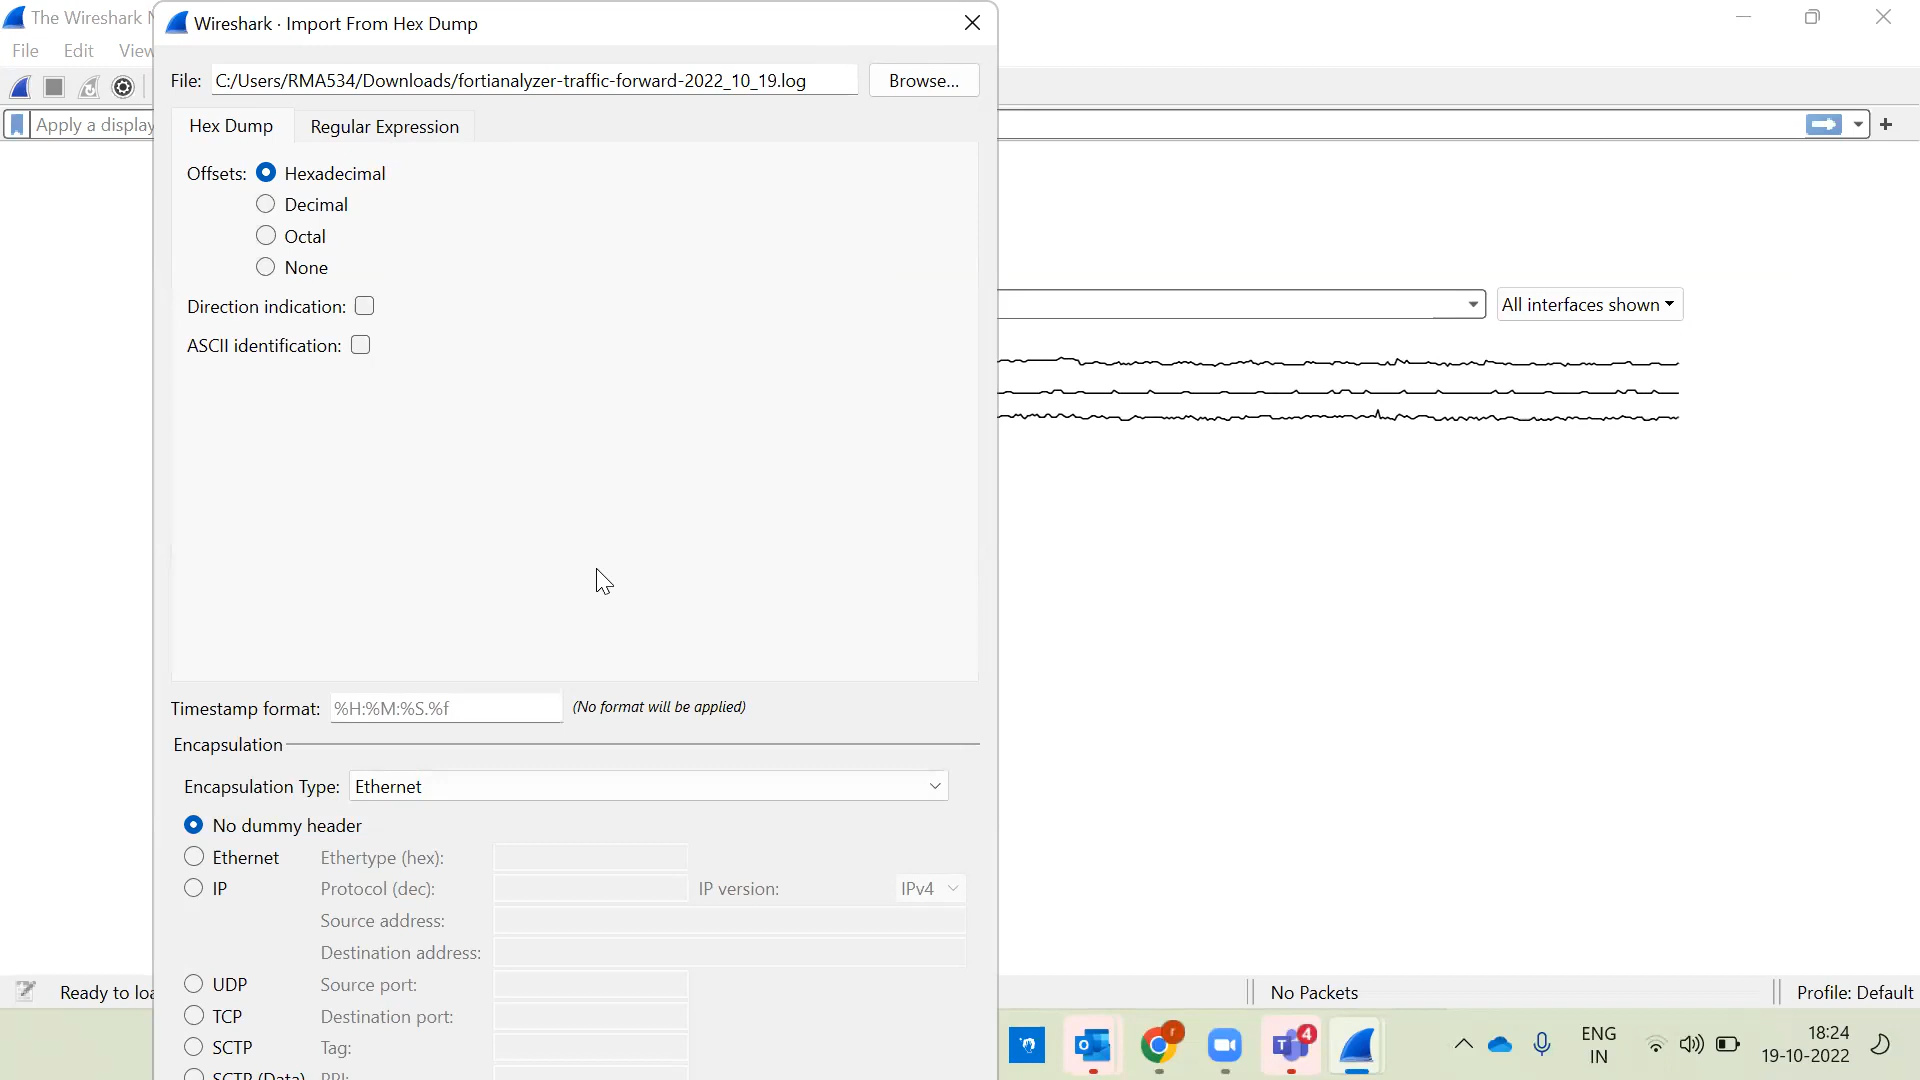 The Wireshark N
Wireshark · Import From Hex Dump
File Edit View
File: C:/Users/RMA534/Downloads/fortianalyzer-traffic-forward-2022_10_19.log Browse...
Apply a display
Hex Dump Regular Expression
Offsets: Hexadecimal
Decimal
Octal
None
Direction indication:
All interfaces shown
ASCII identification:
Timestamp format: %H:%M:%S.%f (No format will be applied)
Encapsulation
Encapsulation Type: Ethernet
No dummy header
Ethernet Ethertype (hex):
IP Protocol (dec): IP version: IPv4
Source address:
Destination address:
UDP Source port:
Ready to loa No Packets Profile: Default
TCP Destination port:
SCTP Tag:
SCTP (Data) PPI:
4
ENG
IN
18:24
19-10-2022